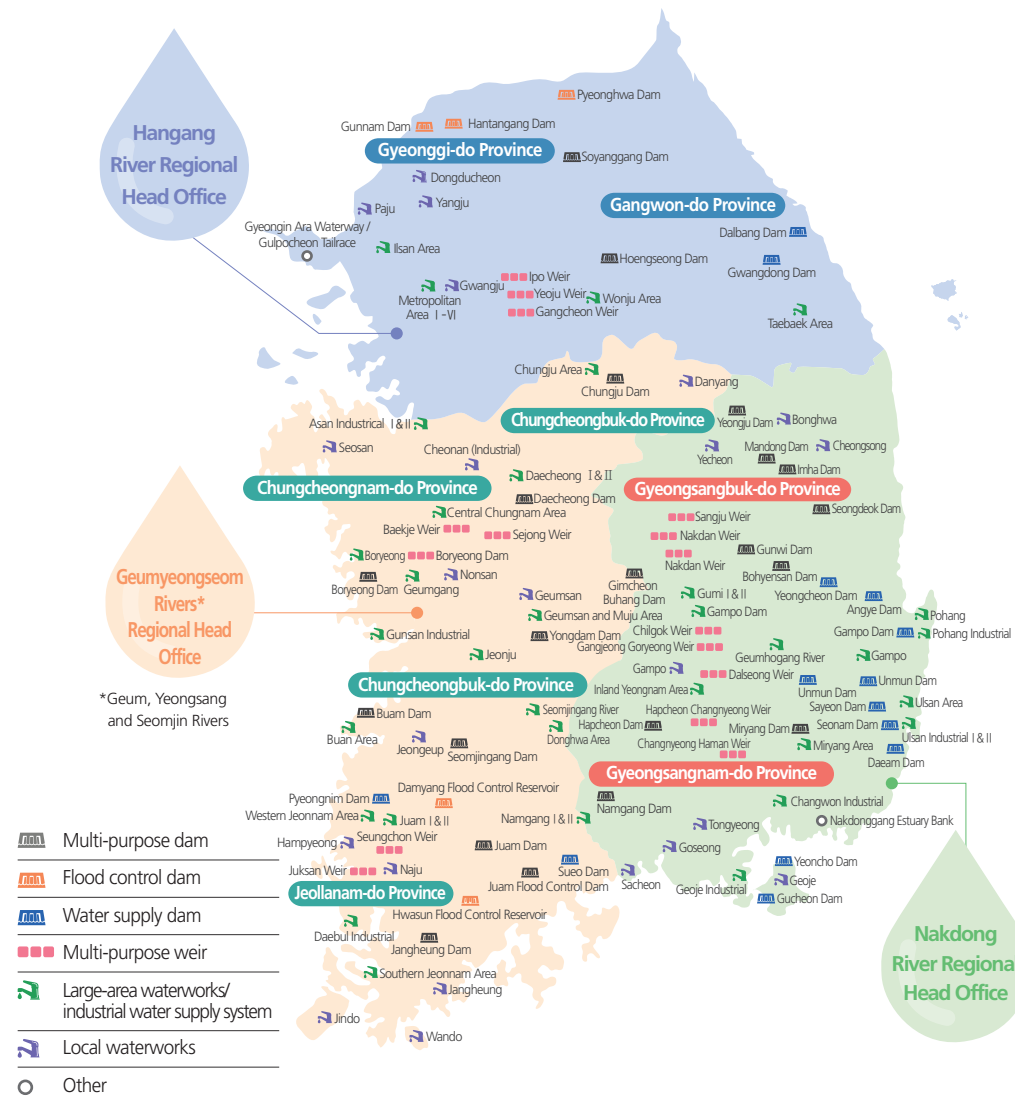 Pyeonghwa Dam
Gunnam Dam
Hantangang Dam
Hangang
River Regional
Head Office
Gyeonggi-do Province
Soyanggang Dam
Dongducheon
Yangju
Paju
Gangwon-do Province
Gyeongin Ara Waterway /
Gulpocheon Tailrace
Ilsan Area
Dalbang Dam
Hoengseong Dam
Gwangdong Dam
Ipo Weir
Gwangju
Yeoju Weir
Wonju Area
Metropolitan
Area Ⅰ-Ⅵ
Gangcheon Weir
Taebaek Area
Chungju Area
Chungju Dam
Danyang
Chungcheongbuk-do Province
Yeongju Dam
Bonghwa
Asan Industrical Ⅰ & Ⅱ
Seosan
Cheonan (Industrial)
Yecheon
Mandong Dam
Cheongsong
Imha Dam
Daecheong Ⅰ & Ⅱ
Chungcheongnam-do Province
Daecheong Dam
Gyeongsangbuk-do Province
Seongdeok Dam
Central Chungnam Area
Sangju Weir
Baekje Weir
Sejong Weir
Nakdan Weir
Nakdan Weir
Gunwi Dam
Boryeong
Boryeong Dam
Bohyensan Dam
Boryeong Dam
Geumgang
Nonsan
Gimcheon
Buhang Dam
Yeongcheon Dam
Geumsan
Gumi Ⅰ & Ⅱ
Angye Dam
Geumyeongseom
Rivers*
Regional Head
Office
Geumsan and Muju Area
Gampo Dam
Pohang
Gunsan Industrial
Yongdam Dam
Chilgok Weir
Gampo Dam
Pohang Industrial
Gangjeong Goryeong Weir
Geumhogang River
Jeonju
Gampo
Gampo
Dalseong Weir
*Geum, Yeongsang
and Seomjin Rivers
Chungcheongbuk-do Province
Inland Yeongnam Area
Unmun Dam
Unmun Dam
Sayeon Dam
Ulsan Area
Buam Dam
Seomjingang River
Hapcheon Changnyeong Weir
Hapcheon Dam
Miryang Dam
Seonam Dam
Buan Area
Jeongeup
Seomjingang Dam
Donghwa Area
Changnyeong Haman Weir
Miryang Area
Ulsan Industrial Ⅰ & Ⅱ
Daeam Dam
Gyeongsangnam-do Province
Damyang Flood Control Reservoir
Pyeongnim Dam
Western Jeonnam Area
Juam Ⅰ & Ⅱ
Namgang Ⅰ & Ⅱ
Namgang Dam
Changwon Industrial
Nakdonggang Estuary Bank
Tongyeong
Hampyeong
Seungchon Weir
Juam Dam
Goseong
Juksan Weir
Naju
Sueo Dam
Sacheon
Yeoncho Dam
Juam Flood Control Dam
Geoje Industrial
Geoje
Gucheon Dam
Jeollanam-do Province
Hwasun Flood Control Reservoir
Daebul Industrial
Jangheung Dam
Southern Jeonnam Area
Jangheung
Jindo
Wando
Nakdong
River Regiona
Head Office
Multi-purpose dam
Flood control dam
Water supply dam
Multi-purpose weir
Large-area waterworks/
industrial water supply system
Local waterworks
Other